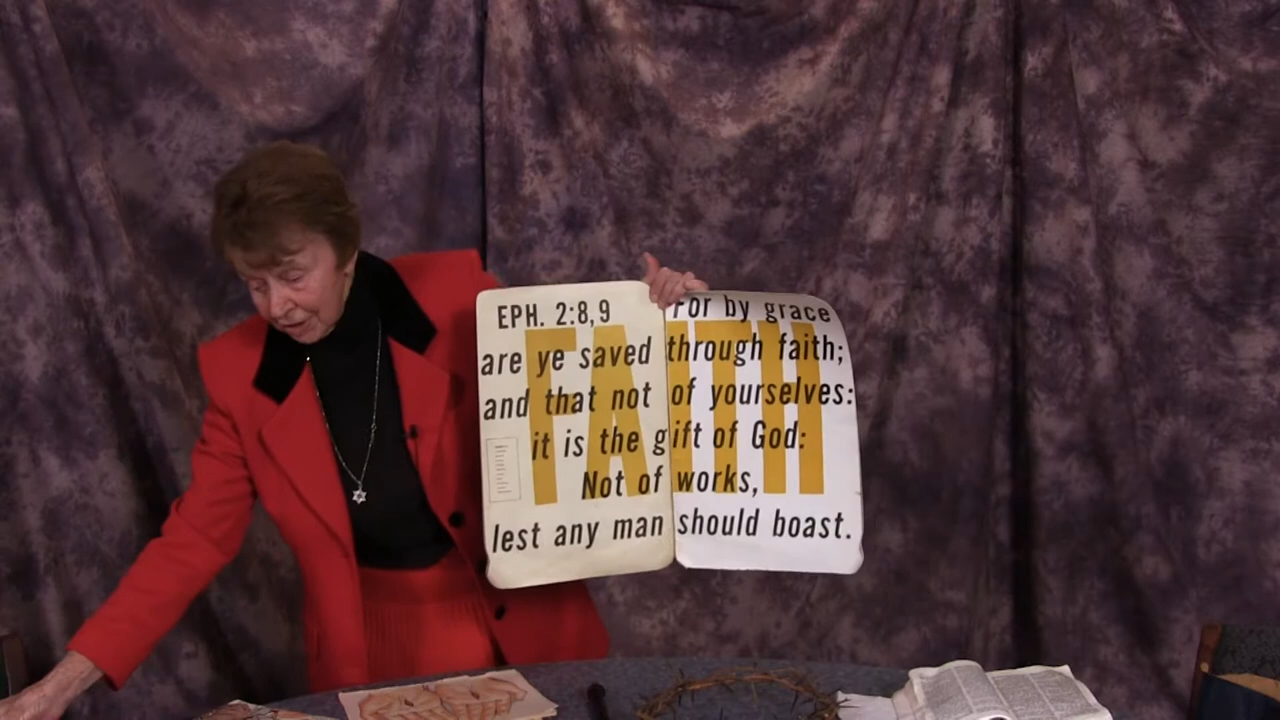 EPH. 2:8,9 For by grace
are ye saved through faith;
and that not of yourselves:
it is the gift of God:
Not of works,
lest any man should boast.
FAITH